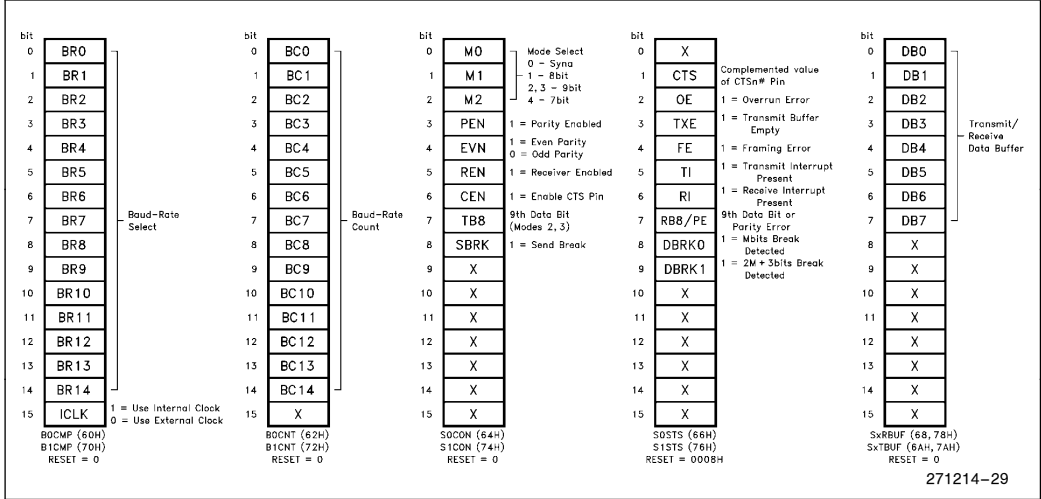 bit
0 BR0
1 BR1
2 BR2
3 BR3
4 BR4
5 BR5
6 BR6
7 BR7
8 BR8
9 BR9
10 BR10
11 BR11
12 BR12
13 BR13
14 BR14
15 ICLK
Baud-Rate
Select
1 = Use Internal Clock
0 = Use External Clock
B0CMP (60H)
B1CMP (70H)
RESET = 0
bit
0 BC0
1 BC1
2 BC2
3 BC3
4 BC4
5 BC5
6 BC6
7 BC7
8 BC8
9 BC9
10 BC10
11 BC11
12 BC12
13 BC13
14 BC14
15 X
Baud-Rate
Count
B0CNT (62H)
B1CNT (72H)
RESET = 0
bit
0 M0
1 M1
2 M2
Mode Select
0 - Syna
1 - 8bit
2, 3 - 9bit
4 - 7bit
3 PEN 1 = Parity Enabled
4 EVN 1 = Even Parity
0 = Odd Parity
5 REN 1 = Receiver Enabled
6 CEN 1 = Enable CTS Pin
7 TB8 9th Data Bit
(Modes 2, 3)
8 SBRK 1 = Send Break
9 X
10 X
11 X
12 X
13 X
14 X
15 X
S0CON (64H)
S1CON (74H)
RESET = 0
bit
0 X
1 CTS Complemented value
of CTSn# Pin
2 OE 1 = Overrun Error
3 TXE 1 = Transmit Buffer
Empty
4 FE 1 = Framing Error
5 TI 1 = Transmit Interrupt
Present
6 RI 1 = Receive Interrupt
Present
7 RB8/PE 9th Data Bit or
Parity Error
8 DBRK0 1 = Mbits Break
Detected
9 DBRK1 1 = 2M + 3bits Break
Detected
10 X
11 X
12 X
13 X
14 X
15 X
S0STS (66H)
S1STS (76H)
RESET = 0008H
bit
0 DB0
1 DB1
2 DB2
3 DB3
4 DB4
5 DB5
6 DB6
7 DB7
8 X
9 X
10 X
11 X
12 X
13 X
14 X
15 X
Transmit/
Receive
Data Buffer
SxRBUF (68, 78H)
SxTBUF (6AH, 7AH)
RESET = 0
271214-29